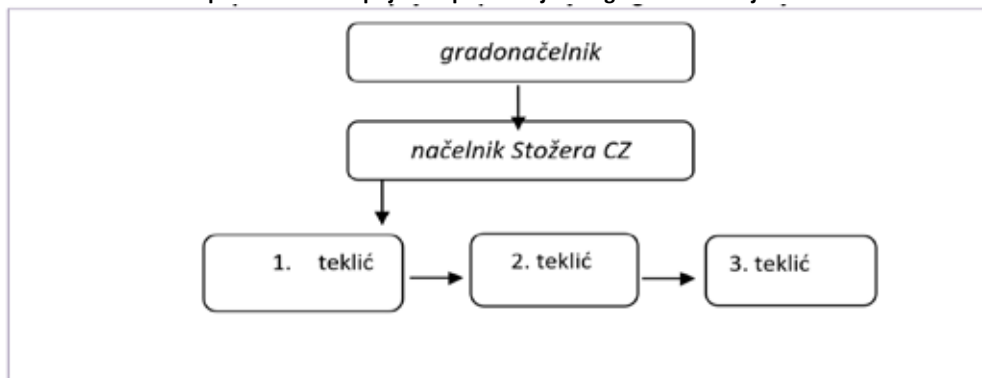 gradonačelnik
načelnik Stožera CZ
1. teklić
2. teklić
3. teklić